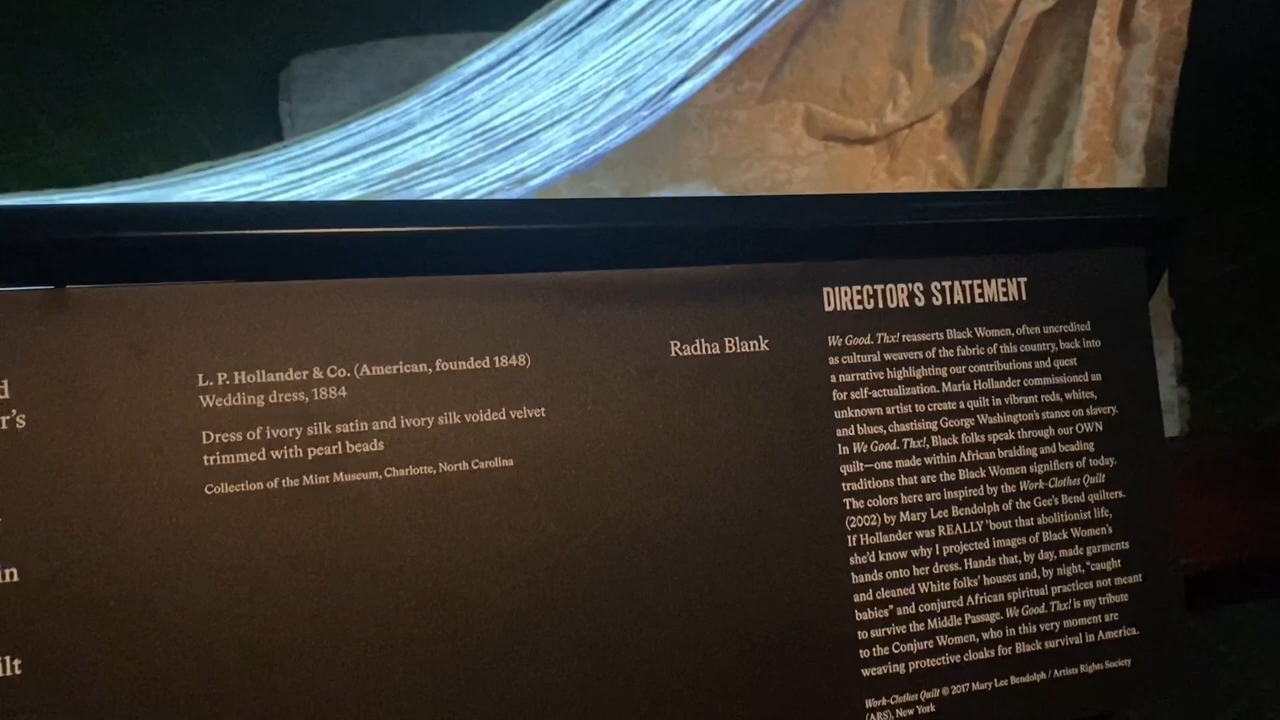 d
r's
in
ilt
L. P. Hollander & Co. (American, founded 1848)
Wedding dress, 1884
Dress of ivory silk satin and ivory silk voided velvet
trimmed with pearl beads
Collection of the Mint Museum, Charlotte, North Carolina
Radha Blank
DIRECTOR'S STATEMENT
We Good. Thx! reasserts Black Women, often uncredited
as cultural weavers of the fabric of this country, back into
a narrative highlighting our contributions and quest
for self-actualization. Maria Hollander commissioned an
unknown artist to create a quilt in vibrant reds, whites,
and blues, chastising George Washington's stance on slavery.
In We Good. Thx!, Black folks speak through our OWN
quilt—one made within African braiding and beading
traditions that are the Black Women signifiers of today.
The colors here are inspired by the Work-Clothes Quilt
(2002) by Mary Lee Bendolph of the Gee's Bend quilters.
If Hollander was REALLY 'bout that abolitionist life,
she'd know why I projected images of Black Women's
hands onto her dress. Hands that, by day, made garments
and cleaned White folks' houses and, by night, "caught
babies" and conjured African spiritual practices not meant
to survive the Middle Passage. We Good. Thx! is my tribute
to the Conjure Women, who in this very moment are
weaving protective cloaks for Black survival in America.
Work-Clothes Quilt © 2017 Mary Lee Bendolph / Artists Rights Society
(ARS), New York